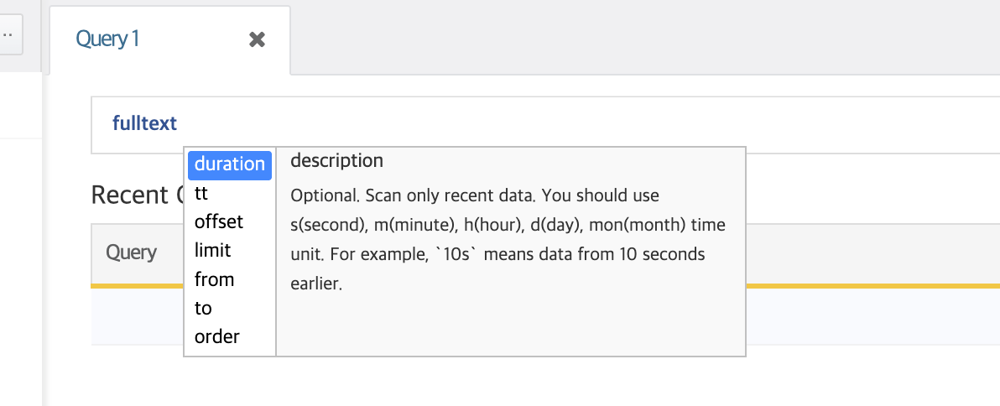 Query 1
fulltext
duration
tt
offset
limit
from
to
order
description
Optional. Scan only recent data. You should use
s(second), m(minute), h(hour), d(day), mon(month) time
unit. For example, `10s` means data from 10 seconds
earlier.
Recent
Query